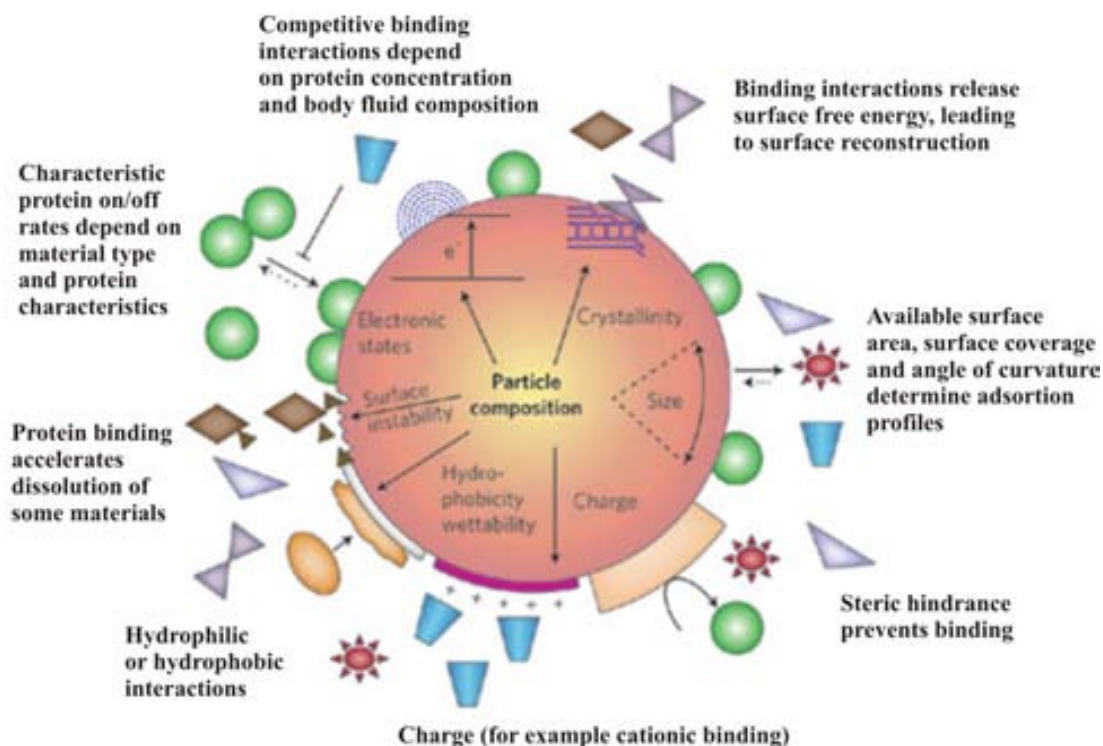 Competitive binding
interactions depend
on protein concentration
and body fluid composition
Binding interactions release
surface free energy, leading
to surface reconstruction
Characteristic
protein on/off
rates depend on
material type
and protein
characteristics
e-
Electronic
states
Crystallinity
Available surface
area, surface coverage
and angle of curvature
determine adsortion
profiles
Particle
composition
Surface
instability
Size
Protein binding
accelerates
dissolution of
some materials
Hydro-
phobicity
wettability
Charge
+ + + + + +
Steric hindrance
prevents binding
Hydrophilic
or hydrophobic
interactions
Charge (for example cationic binding)